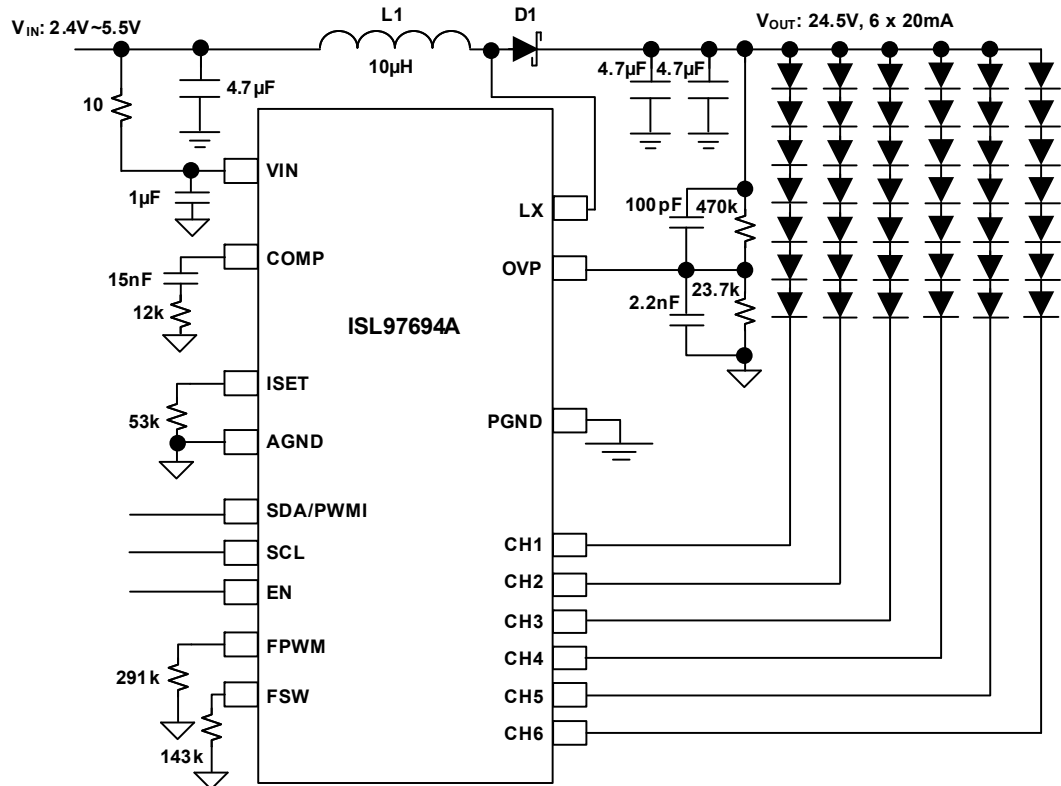 VIN: 2.4V~5.5V
L1
D1
VOUT: 24.5V, 6 x 20mA
10µH
4.7µF
4.7µF 4.7µF
10
VIN
1µF
LX
100pF 470k
COMP
OVP
15nF
12k
2.2nF 23.7k
ISL97694A
ISET
53k
PGND
AGND
SDA/PWMI
SCL
EN
FPWM
291k
FSW
143k
CH1
CH2
CH3
CH4
CH5
CH6